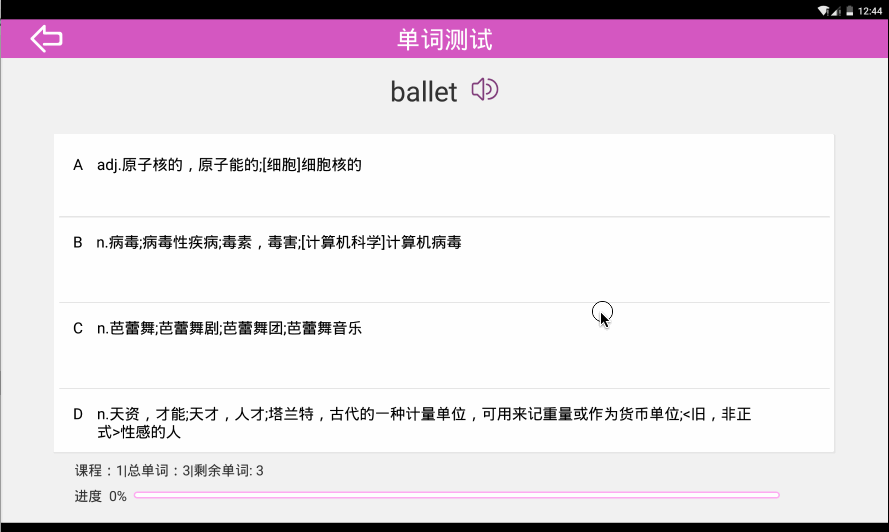 12:44
单词测试
ballet
A adj.原子核的，原子能的;[细胞]细胞核的
B n.病毒;病毒性疾病;毒素，毒害;[计算机科学]计算机病毒
C n.芭蕾舞;芭蕾舞剧;芭蕾舞团;芭蕾舞音乐
D n.天资，才能;天才，人才;塔兰特，古代的一种计量单位，可用来记重量或作为货币单位;<旧，非正
式>性感的人
课程：1|总单词：3|剩余单词: 3
进度 0%